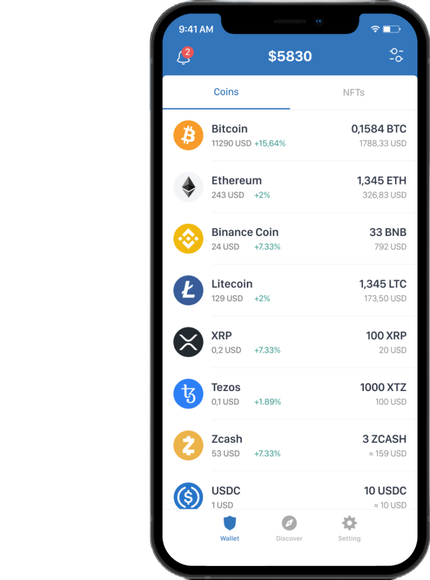 9:41 AM
2
$5830
Coins NFTs
Bitcoin 0,1584 BTC
11290 USD +15,64% 1788,33 USD
Ethereum 1,345 ETH
243 USD +2% 326,83 USD
Binance Coin 33 BNB
24 USD +7.33% 792 USD
Litecoin 1,345 LTC
129 USD +2% 173,50 USD
XRP 100 XRP
0,2 USD +7.33% 20 USD
Tezos 1000 XTZ
0,1 USD +1.89% 100 USD
Zcash 3 ZCASH
53 USD +7.33% ≈ 159 USD
USDC 10 USDC
1 USD ≈ 10 USD
Wallet Discover Setting